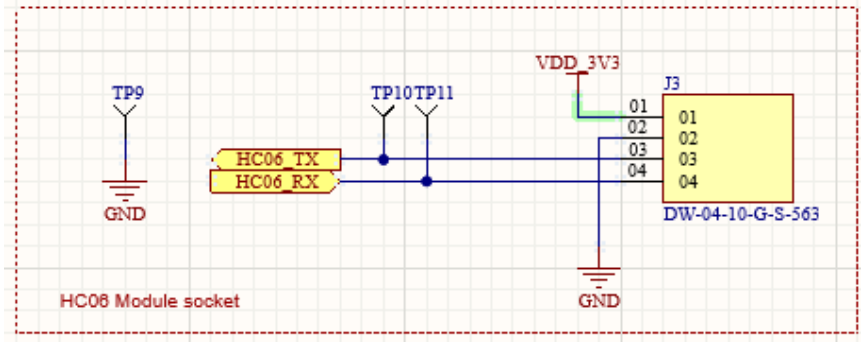 VDD_3V3
J3
TP9
TP10 TP11
01 01
02 02
HC06_TX 03 03
HC06_RX 04 04
GND
DW-04-10-G-S-563
HC06 Module socket
GND